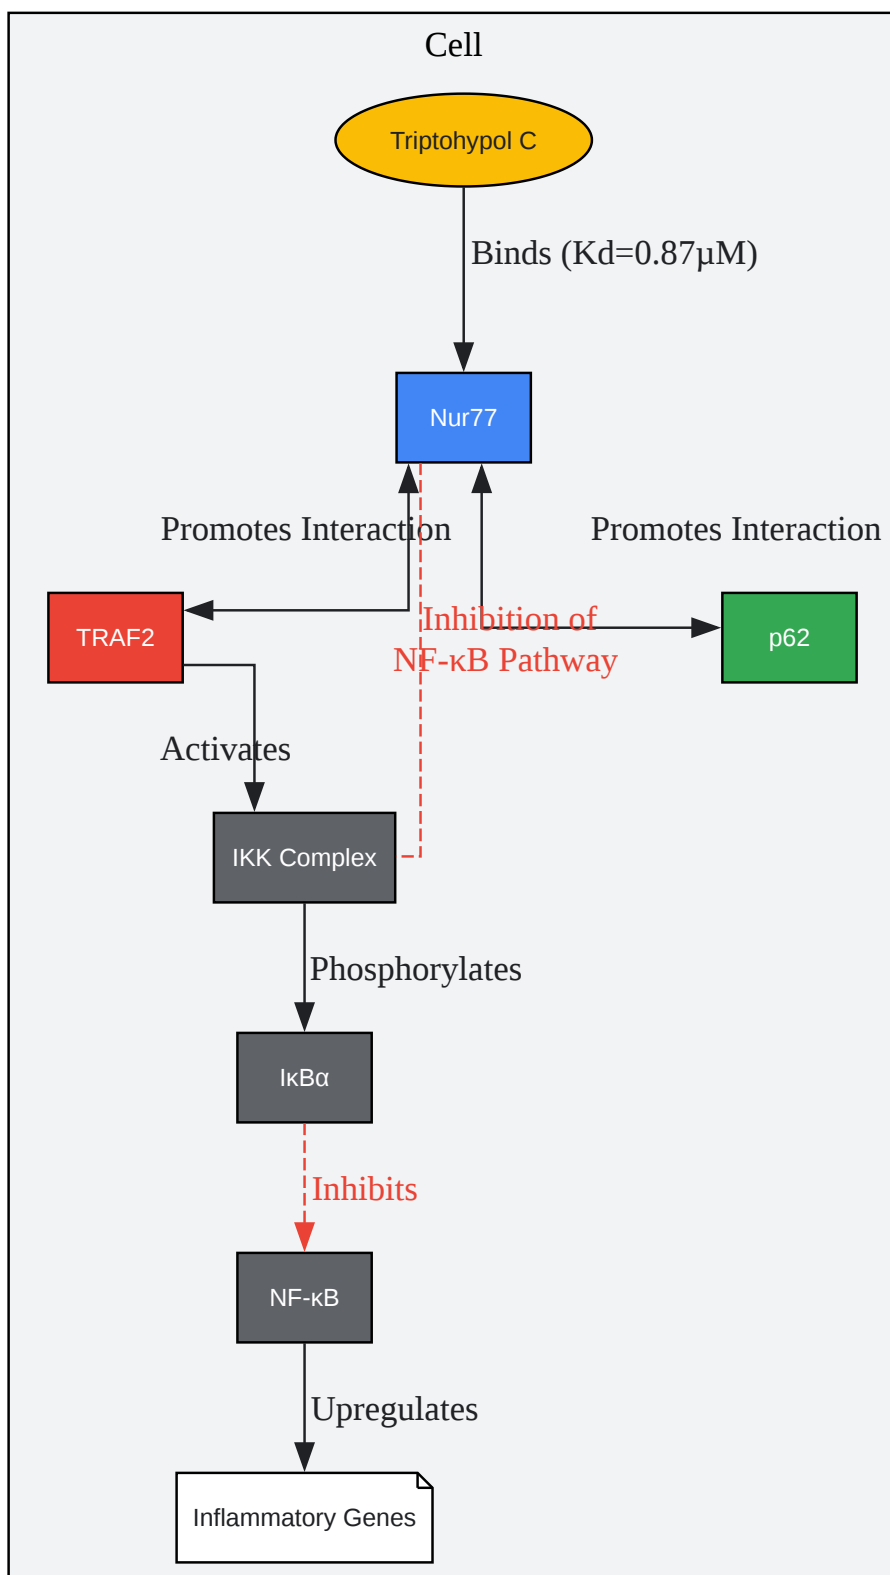 Cell
Triptohypol C
Binds (Kd=0.87µM)
Nur77
Promotes Interaction
Promotes Interaction
TRAF2
Inhibition of
NF-κB Pathway
p62
Activates
IKK Complex
Phosphorylates
IκBα
Inhibits
NF-κB
Upregulates
Inflammatory Genes